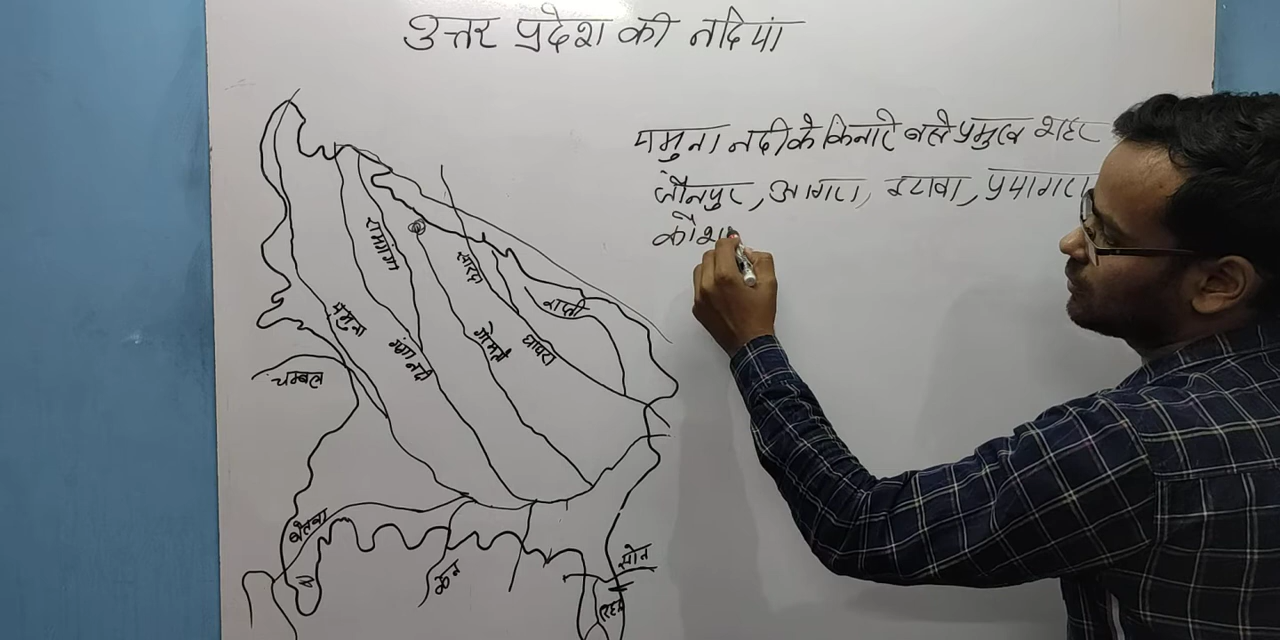 उत्तर प्रदेश की नदियां
यमुना नदी के किनारे बसे प्रमुख शहर
जौनपुर, आगरा, इटावा, प्रयागरा
कौश
रामगंगा
सारदा
राप्ती
यमुना
गंगा नदी
गोमती
घाघरा
चम्बल
बेतवा
केन
सोन